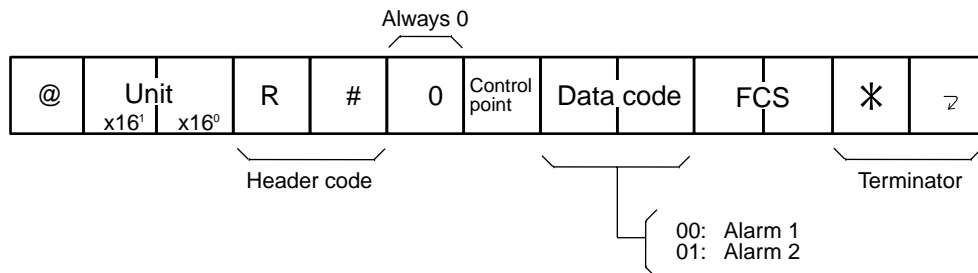 Always 0
@ Unit x16¹ x16⁰ R # 0 Control point Data code FCS * ↵
Header code
Terminator
00: Alarm 1
01: Alarm 2